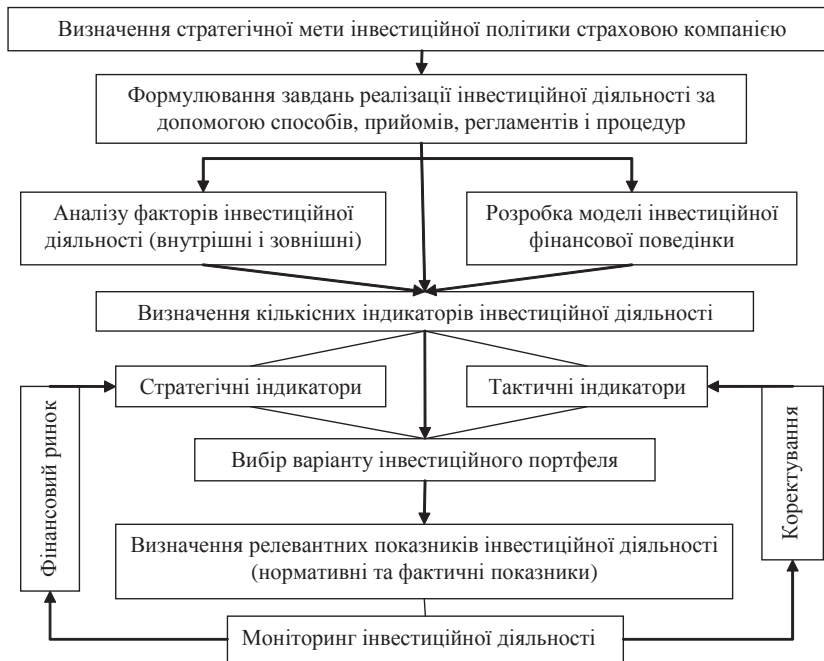 Визначення стратегічної мети інвестиційної політики страховою компанією
Формулювання завдань реалізації інвестиційної діяльності за
допомогою способів, прийомів, регламентів і процедур
Аналізу факторів інвестиційної
діяльності (внутрішні і зовнішні)
Розробка моделі інвестиційної
фінансової поведінки
Визначення кількісних індикаторів інвестиційної діяльності
Стратегічні індикатори
Тактичні індикатори
Фінансовий ринок
Коректування
Вибір варіанту інвестиційного портфеля
Визначення релевантних показників інвестиційної діяльності
(нормативні та фактичні показники)
Моніторинг інвестиційної діяльності